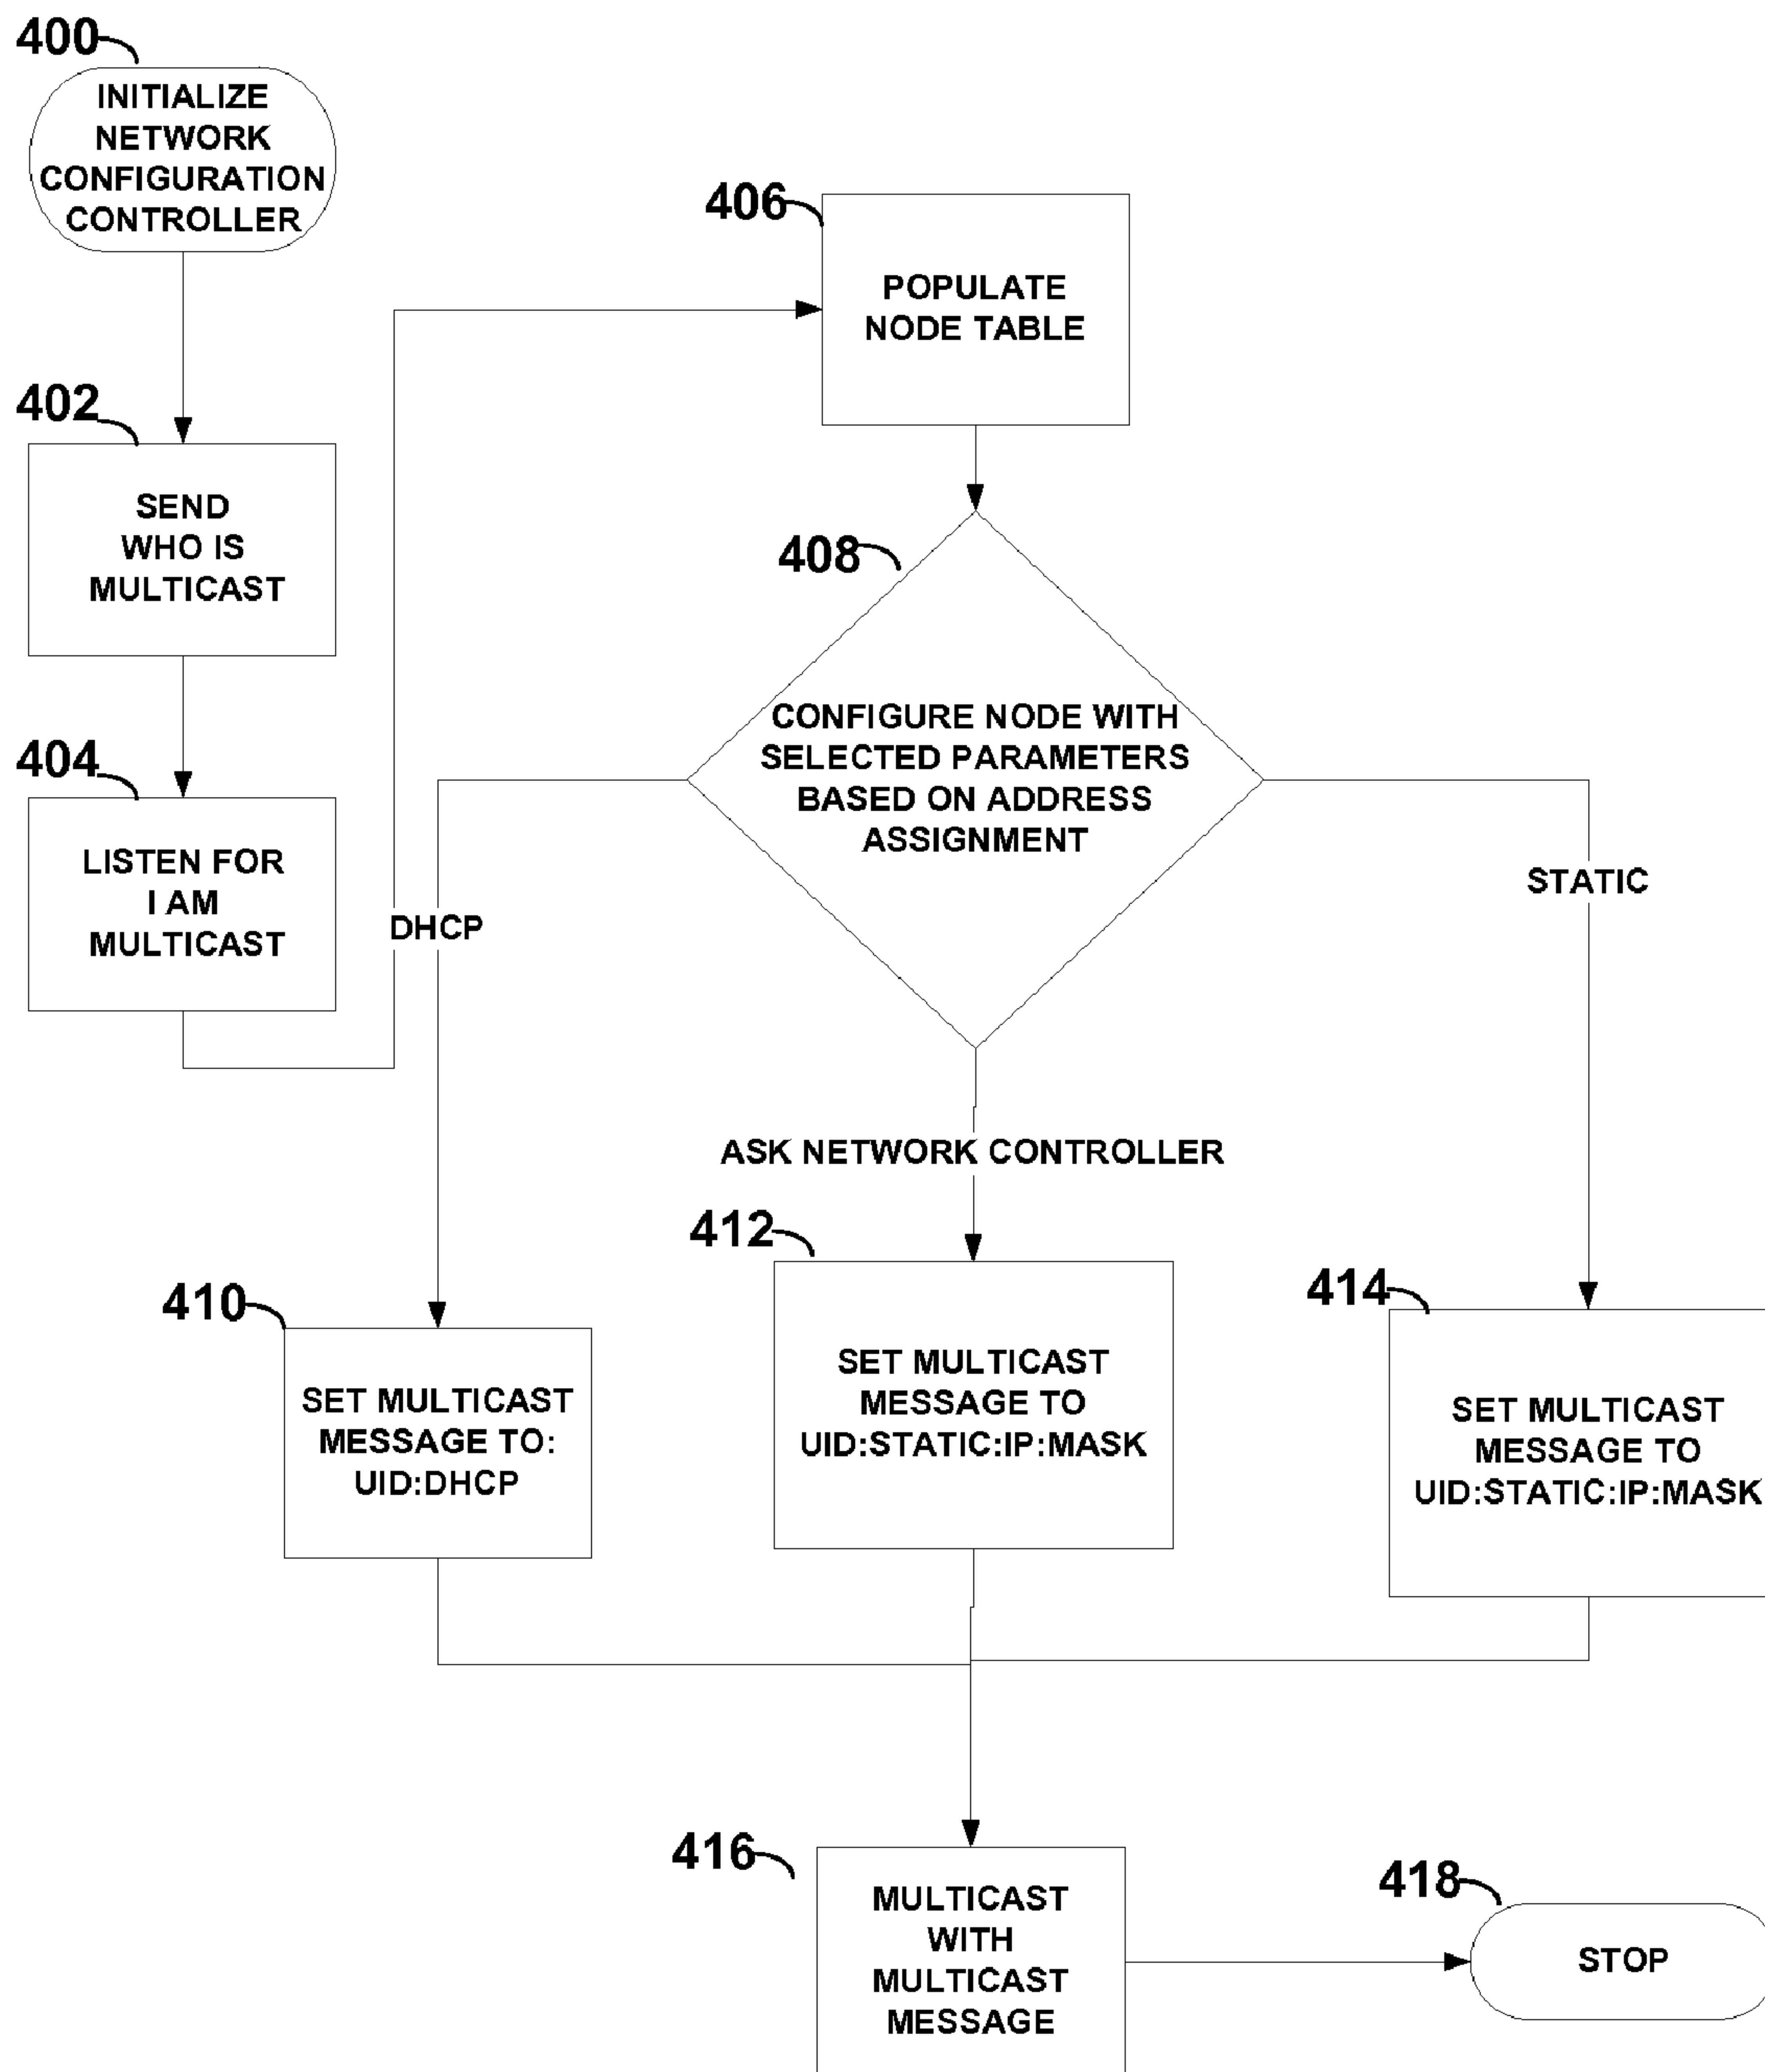 400
INITIALIZE
NETWORK
CONFIGURATION
CONTROLLER
402
SEND
WHO IS
MULTICAST
404
LISTEN FOR
I AM
MULTICAST
406
POPULATE
NODE TABLE
408
CONFIGURE NODE WITH
SELECTED PARAMETERS
BASED ON ADDRESS
ASSIGNMENT
DHCP
ASK NETWORK CONTROLLER
STATIC
410
SET MULTICAST
MESSAGE TO:
UID:DHCP
412
SET MULTICAST
MESSAGE TO
UID:STATIC:IP:MASK
414
SET MULTICAST
MESSAGE TO
UID:STATIC:IP:MASK
416
MULTICAST
WITH
MULTICAST
MESSAGE
418
STOP